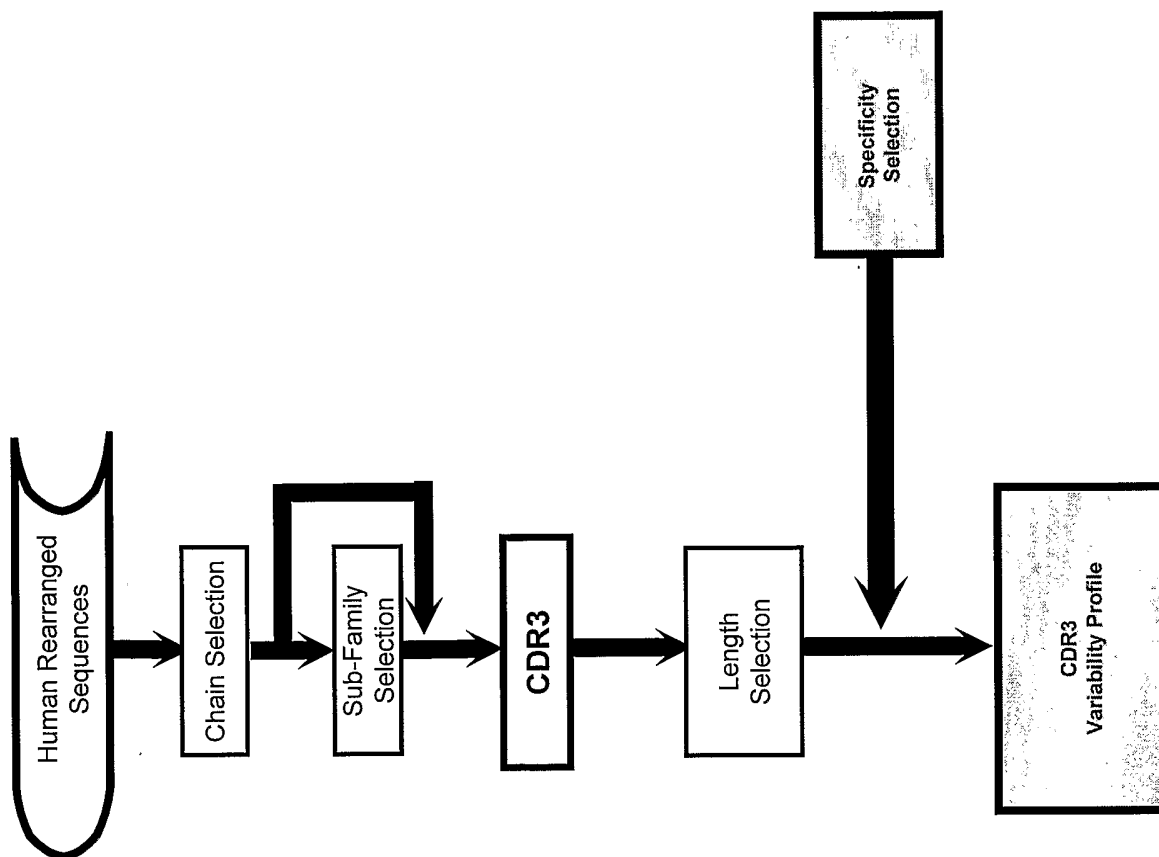 Human Rearranged
Sequences
Chain Selection
Sub-Family
Selection
CDR3
Length
Selection
Specificity
Selection
CDR3
Variability Profile